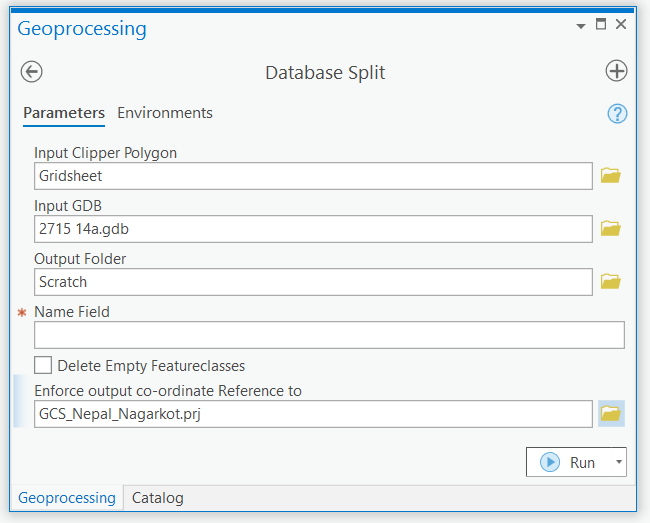 Geoprocessing
Database Split
Parameters Environments
?
Input Clipper Polygon
Gridsheet
Input GDB
2715 14a.gdb
Output Folder
Scratch
* Name Field
Delete Empty Featureclasses
Enforce output co-ordinate Reference to
GCS_Nepal_Nagarkot.prj
Run
Geoprocessing Catalog